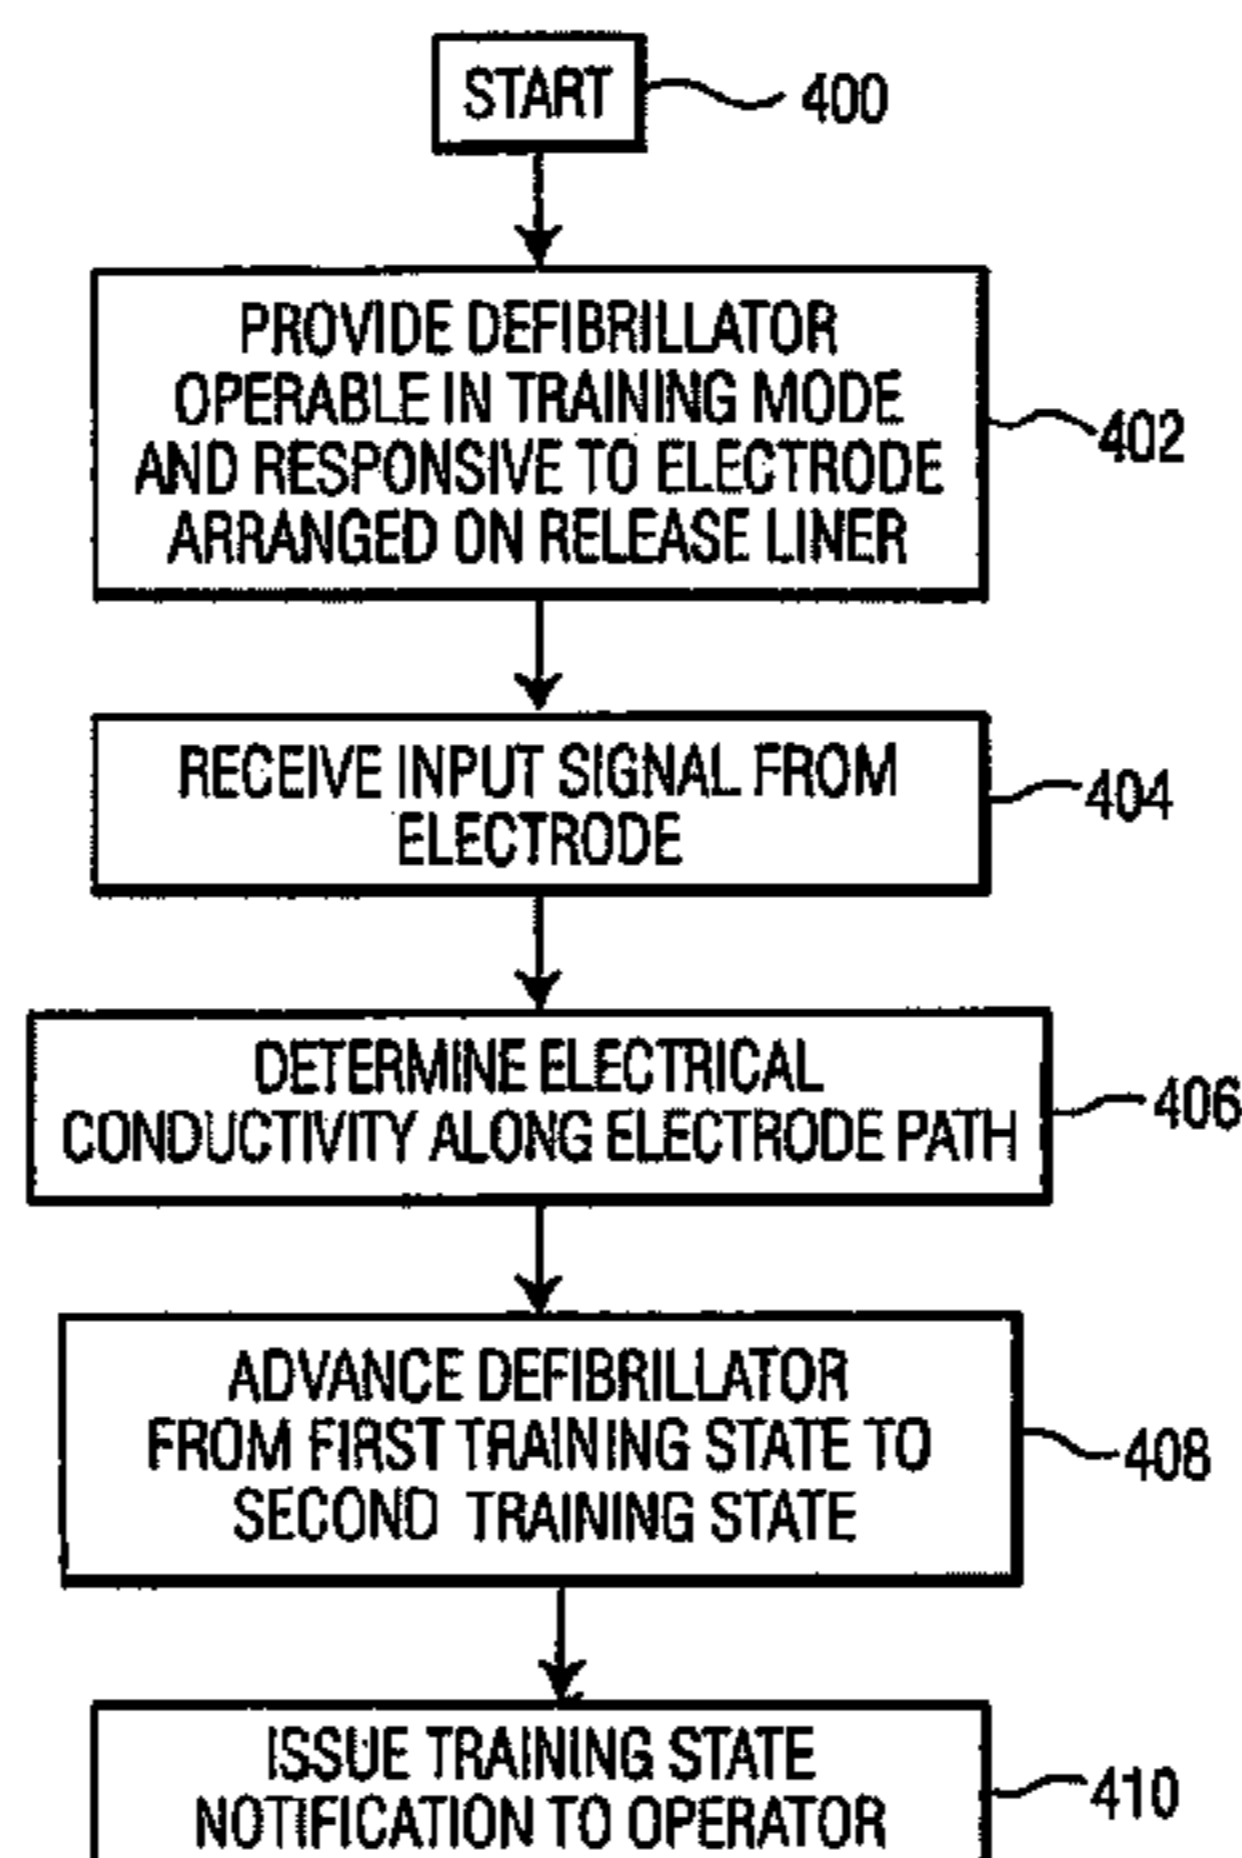 START
400
PROVIDE DEFIBRILLATOR
OPERABLE IN TRAINING MODE
AND RESPONSIVE TO ELECTRODE
ARRANGED ON RELEASE LINER
402
RECEIVE INPUT SIGNAL FROM
ELECTRODE
404
DETERMINE ELECTRICAL
CONDUCTIVITY ALONG ELECTRODE PATH
406
ADVANCE DEFIBRILLATOR
FROM FIRST TRAINING STATE TO
SECOND TRAINING STATE
408
ISSUE TRAINING STATE
NOTIFICATION TO OPERATOR
410